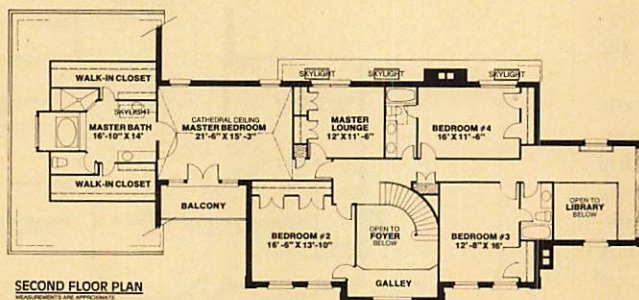 SKYLIGHT
SKYLIGHT
SKYLIGHT
WALK-IN CLOSET
SKYLIGHT
MASTER BATH
16'-10" X 14'
WALK-IN CLOSET
CATHEDRAL CEILING
MASTER BEDROOM
21'-6" X 15'-3"
BALCONY
MASTER
LOUNGE
12' X 11'-6"
BEDROOM #4
16' X 11'-6"
BEDROOM #2
16'-6" X 13'-10"
OPEN TO
FOYER
BELOW
GALLEY
BEDROOM #3
12'-8" X 16'
OPEN TO
LIBRARY
BELOW
SECOND FLOOR PLAN
MEASUREMENTS ARE APPROXIMATE